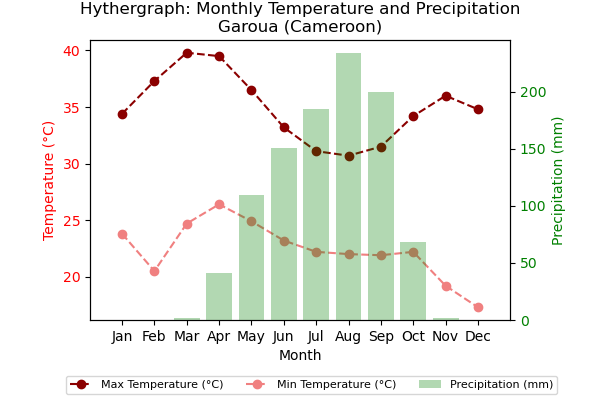 Hythergraph: Monthly Temperature and Precipitation
Garoua (Cameroon)
Temperature (°C)
40
35
30
25
20
Precipitation (mm)
200
150
100
50
0
Jan Feb Mar Apr May Jun Jul Aug Sep Oct Nov Dec
Month
Max Temperature (°C) Min Temperature (°C) Precipitation (mm)